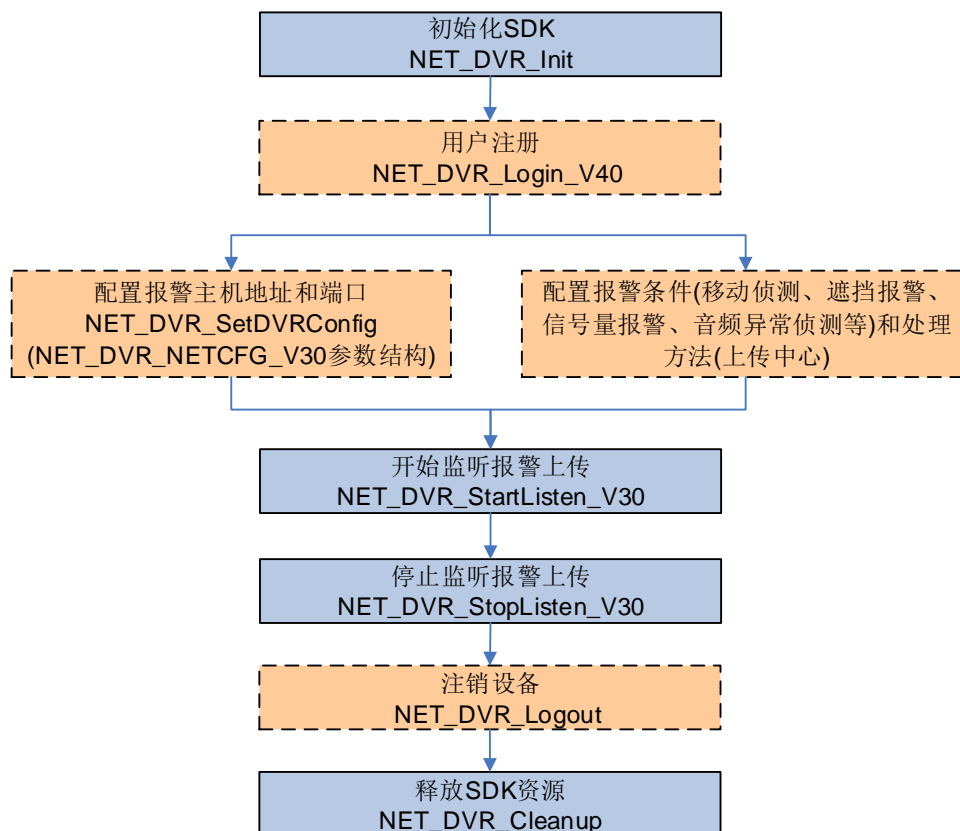 初始化SDK
NET_DVR_Init
用户注册
NET_DVR_Login_V40
配置报警主机地址和端口
NET_DVR_SetDVRConfig
(NET_DVR_NETCFG_V30参数结构)
配置报警条件(移动侦测、遮挡报警、
信号量报警、音频异常侦测等)和处理
方法(上传中心)
开始监听报警上传
NET_DVR_StartListen_V30
停止监听报警上传
NET_DVR_StopListen_V30
注销设备
NET_DVR_Logout
释放SDK资源
NET_DVR_Cleanup